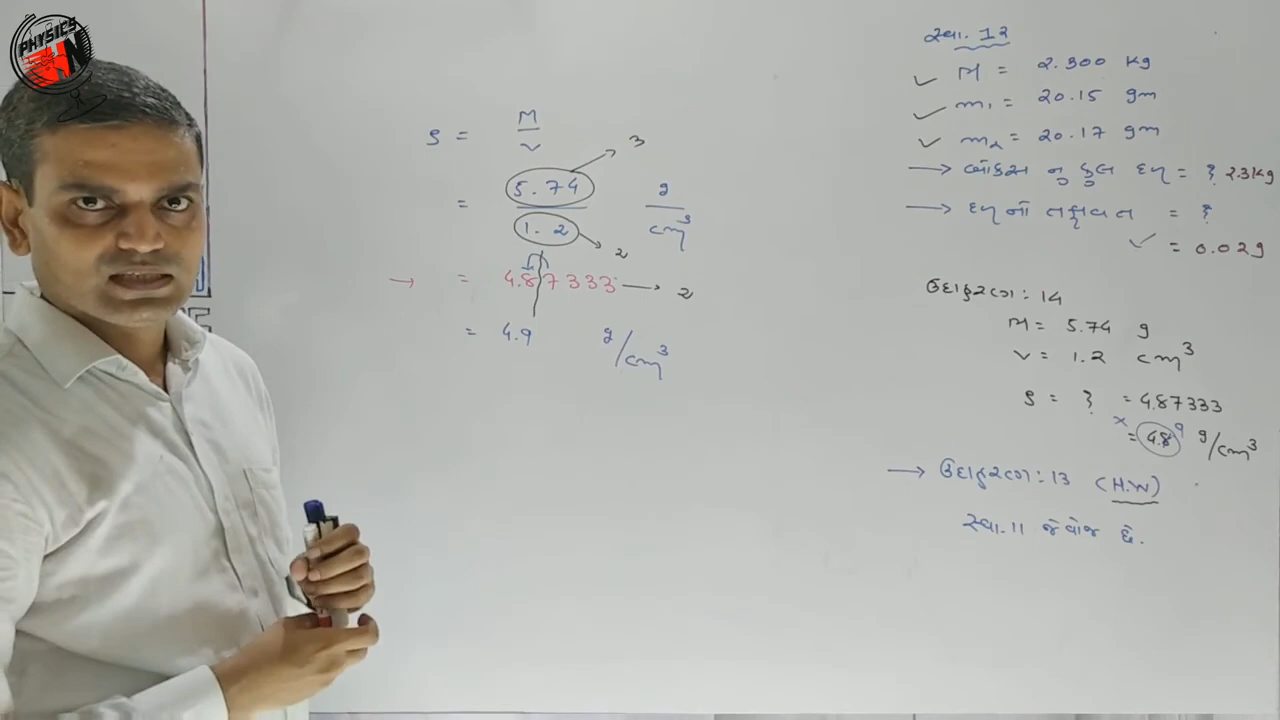 PHYSICS
HN
ρ = M/v
= 5.74/1.2 g/cm³
→ 3
→ 2
→ = 4.87333 → 2
= 4.9 g/cm³
સ્વા. 12
✓ M = 2.300 kg
✓ m₁ = 20.15 gm
✓ m₂ = 20.17 gm
→ બૉક્સ નુ કુલ દળ = ? 2.3 kg
→ દળનો તફાવત = ?
✓ = 0.02 g
ઉદાહરણ: 14
M = 5.74 g
v = 1.2 cm³
ρ = ? = 4.87333
x = 4.8 9 g/cm³
→ ઉદાહરણ: 13 (H.W)
સ્વા. 11 જેવોજ છે.